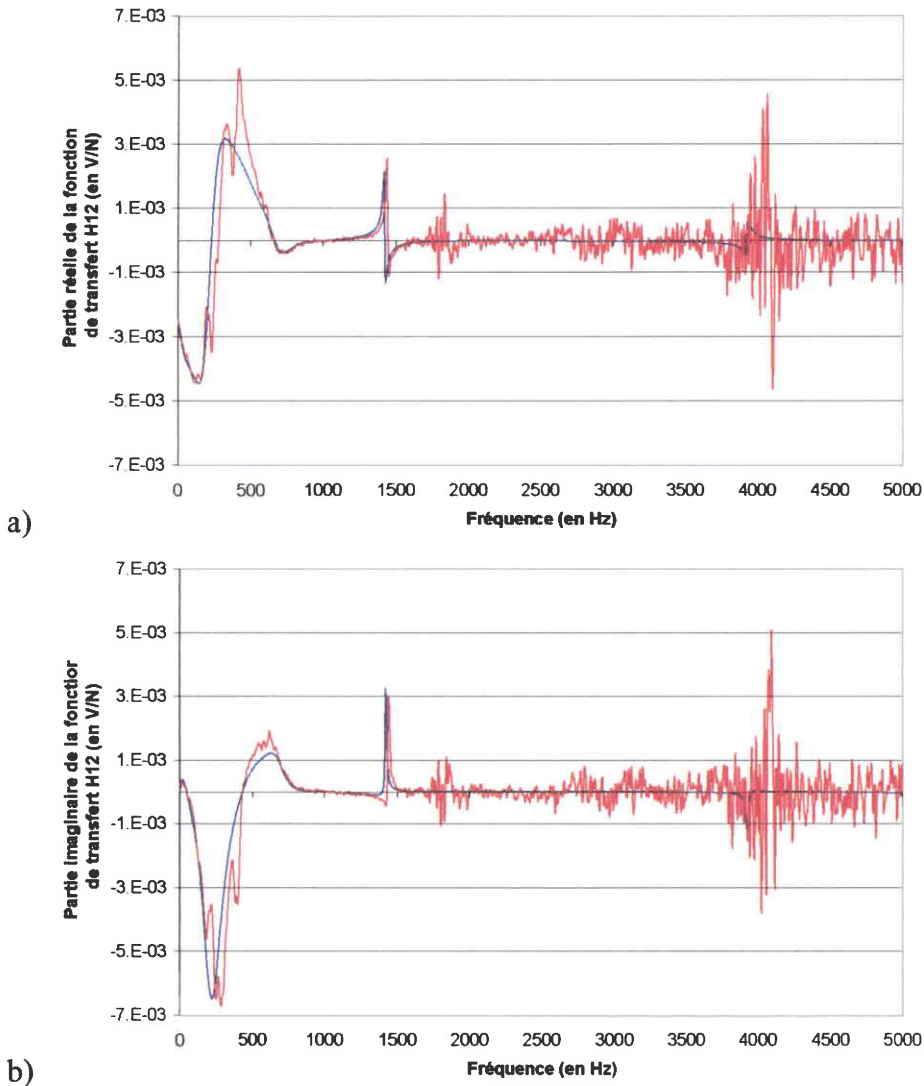 7.E-03
5.E-03
3.E-03
1.E-03
-1.E-03
-3.E-03
-5.E-03
-7.E-03
Partie réelle de la fonction
de transfert H12 (en V/N)
0 500 1000 1500 2000 2500 3000 3500 4000 4500 5000
Fréquence (en Hz)
a)
7.E-03
5.E-03
3.E-03
1.E-03
-1.E-03
-3.E-03
-5.E-03
-7.E-03
Partie imaginaire de la fonctior
de transfert H12 (en V/N)
0 500 1000 1500 2000 2500 3000 3500 4000 4500 5000
Fréquence (en Hz)
b)